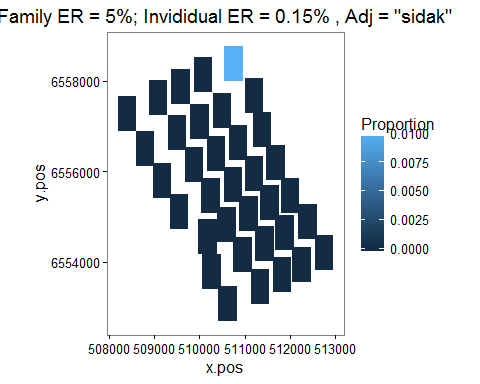 Family ER = 5%; Invididual ER = 0.15% , Adj = "sidak"
6558000
6556000
6554000
y.pos
508000 509000 510000 511000 512000 513000
x.pos
Proportion
0.0100
0.0075
0.0050
0.0025
0.0000